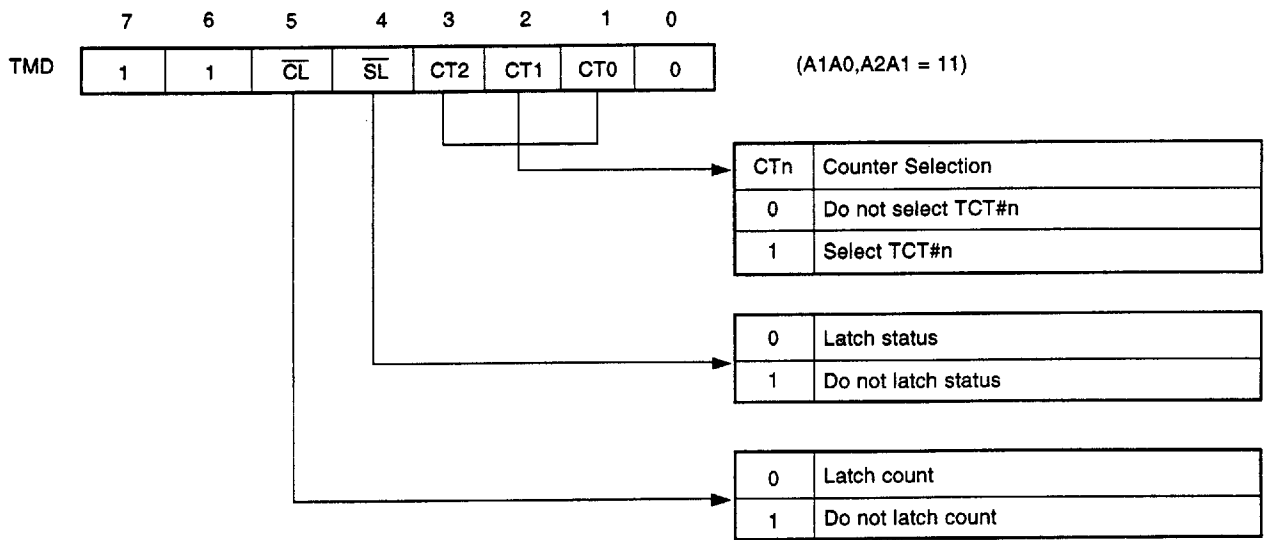 7 6 5 4 3 2 1 0
TMD 1 1 C̅L̅ S̅L̅ CT2 CT1 CT0 0 (A1A0,A2A1 = 11)
CTn Counter Selection
0 Do not select TCT#n
1 Select TCT#n
0 Latch status
1 Do not latch status
0 Latch count
1 Do not latch count